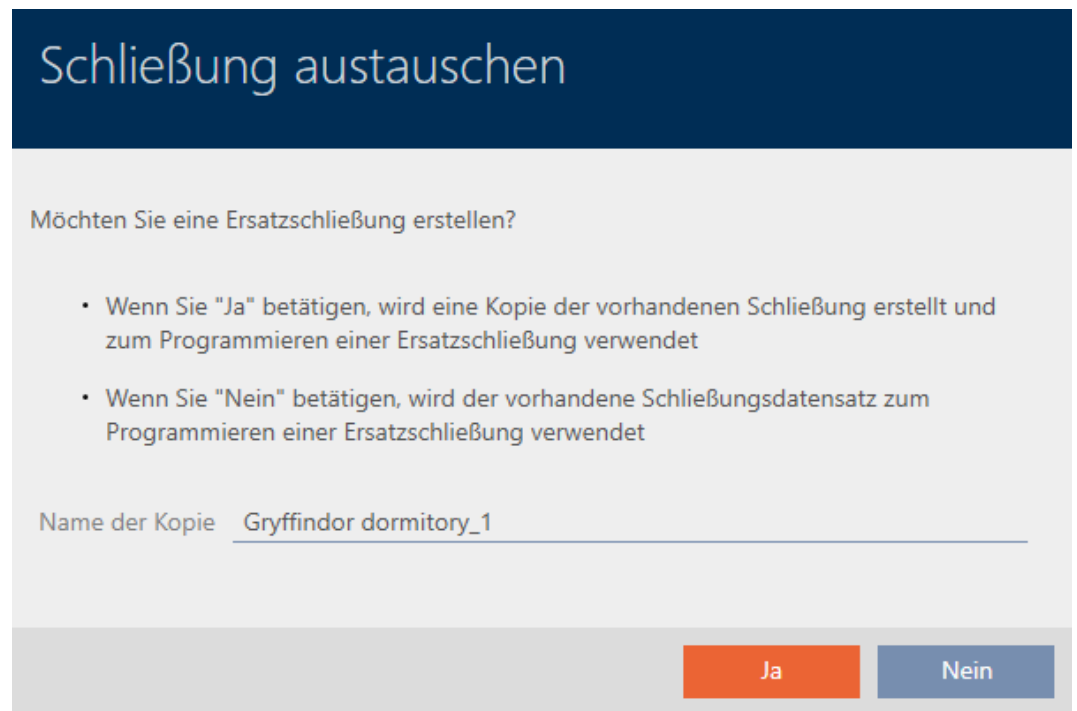 Schließung austauschen
Möchten Sie eine Ersatzschließung erstellen?
• Wenn Sie "Ja" betätigen, wird eine Kopie der vorhandenen Schließung erstellt und
zum Programmieren einer Ersatzschließung verwendet
• Wenn Sie "Nein" betätigen, wird der vorhandene Schließungsdatensatz zum
Programmieren einer Ersatzschließung verwendet
Name der Kopie Gryffindor dormitory_1
Ja Nein